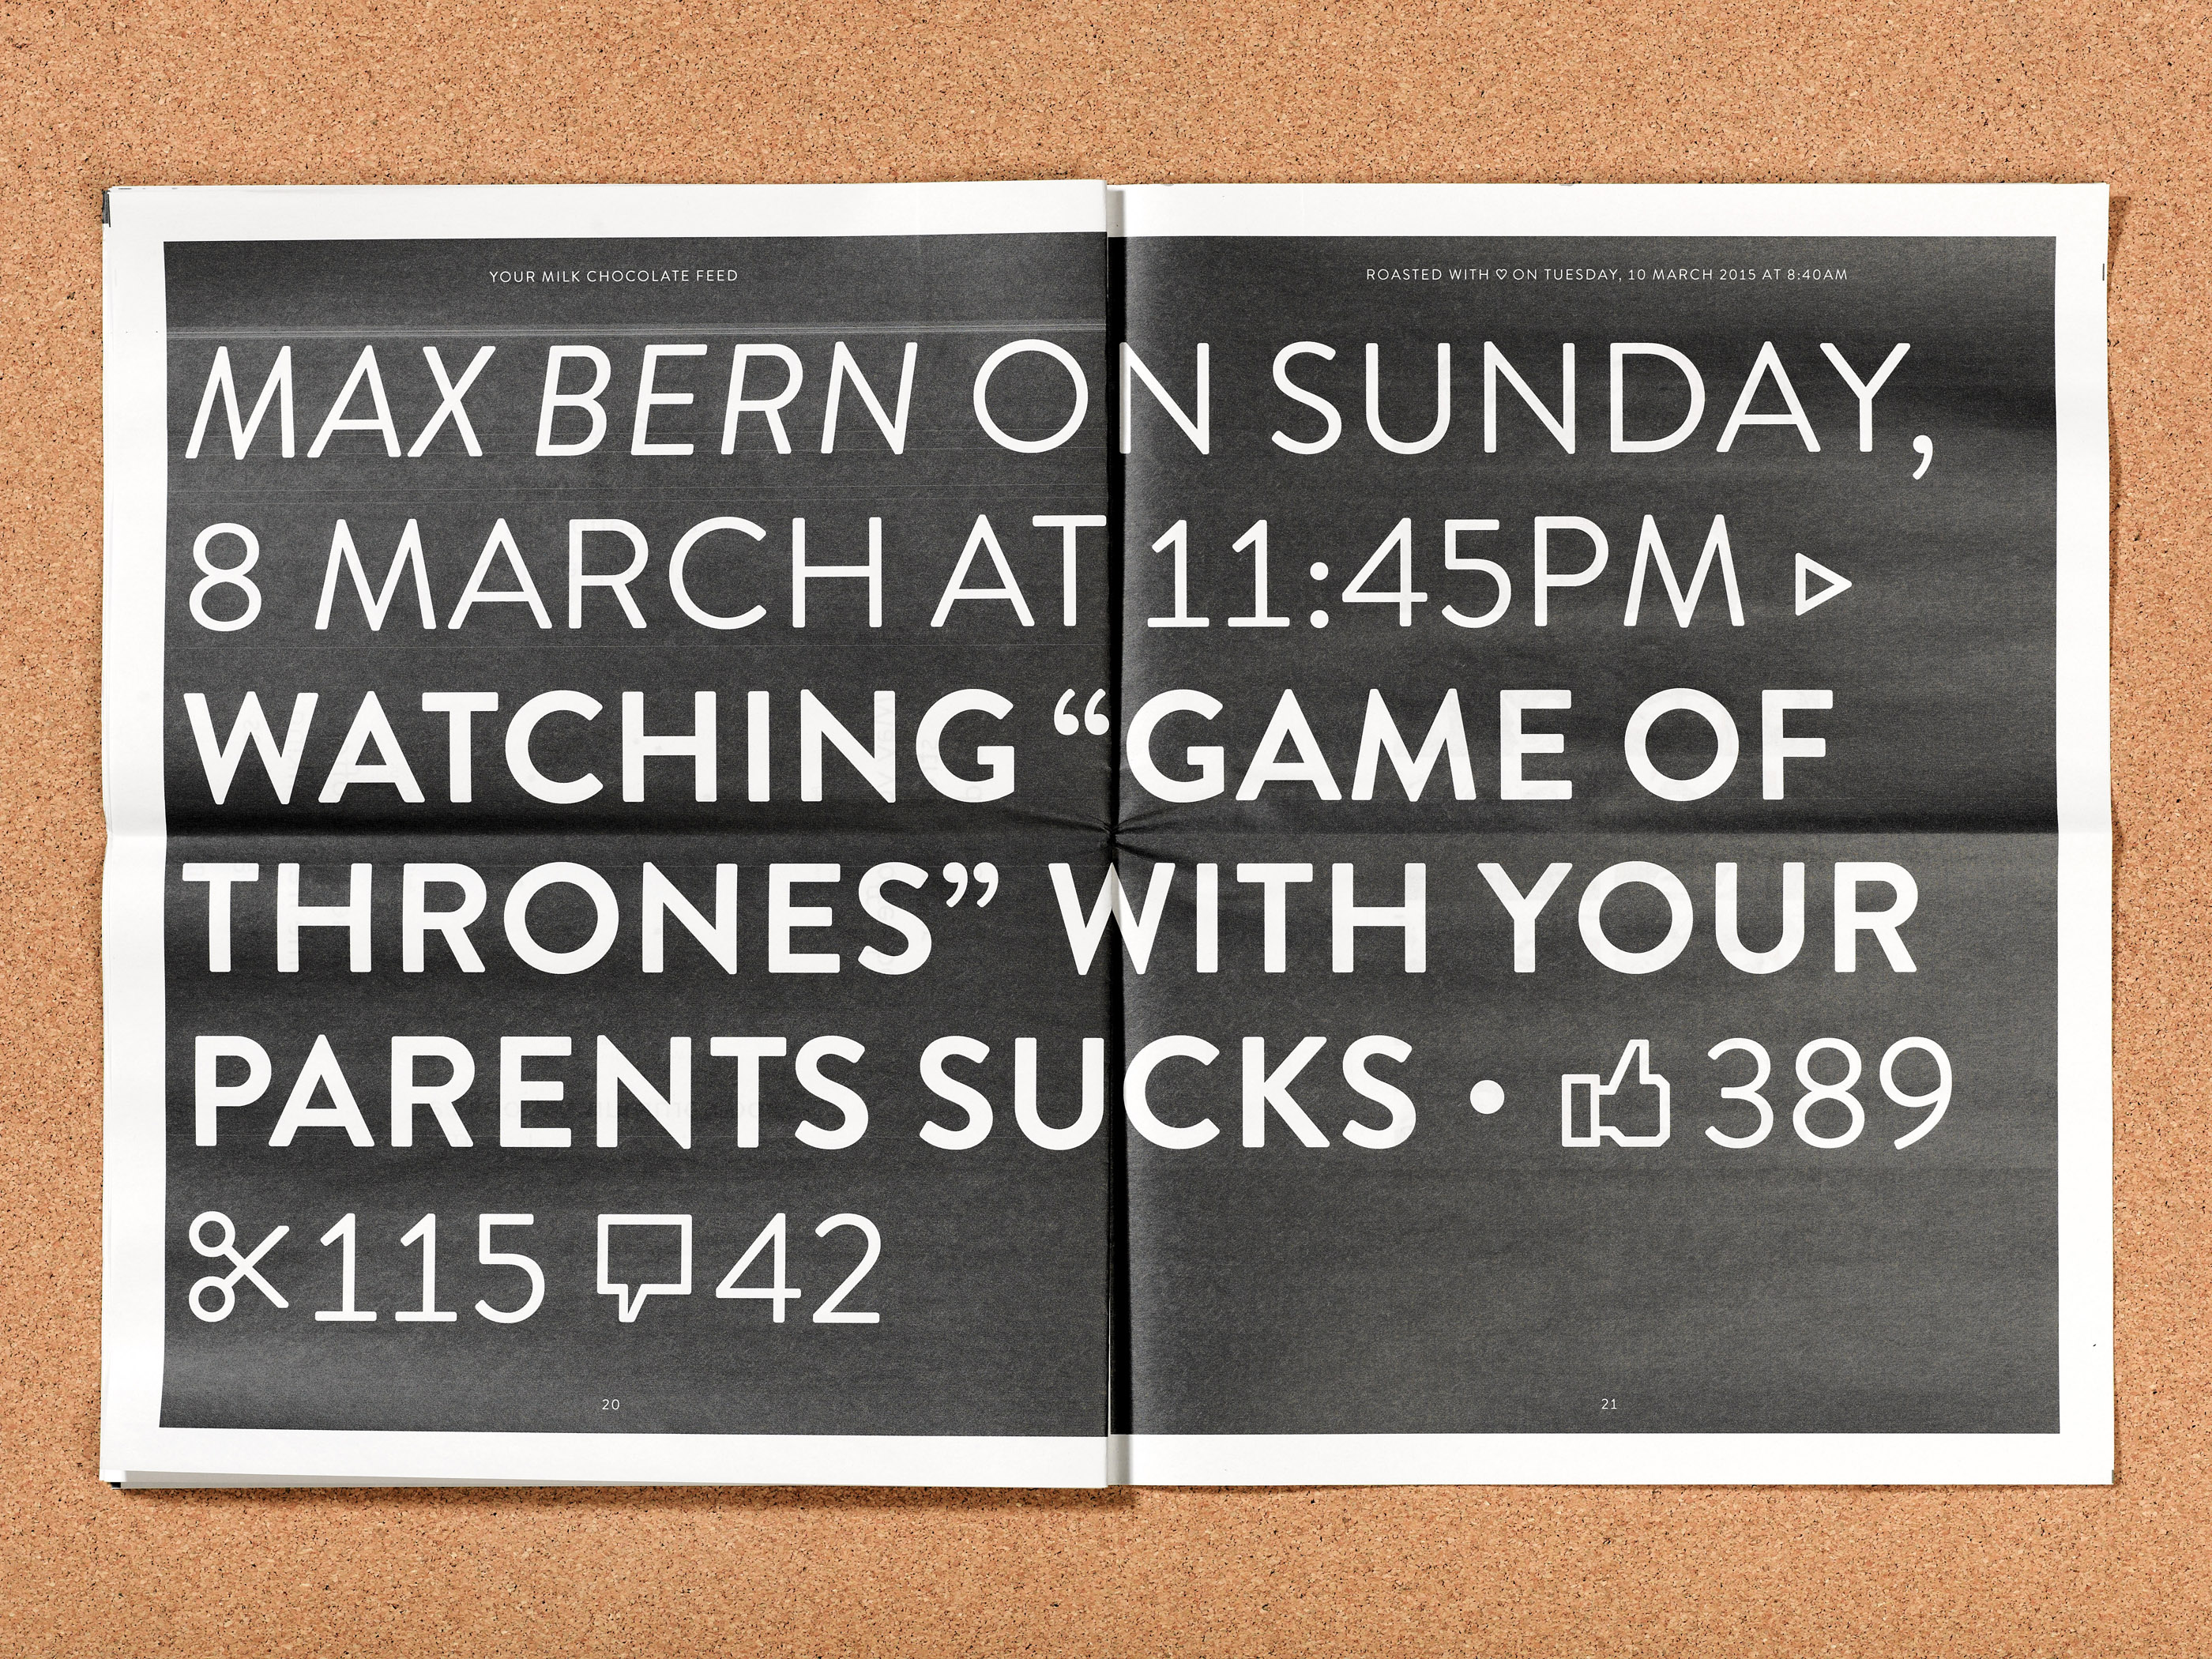 YOUR MILK CHOCOLATE FEED
ROASTED WITH ♡ ON TUESDAY, 10 MARCH 2015 AT 8:40AM
MAX BERN ON SUNDAY,
8 MARCH AT 11:45PM ▷
WATCHING “GAME OF
THRONES” WITH YOUR
PARENTS SUCKS • 389
115 42
20
21